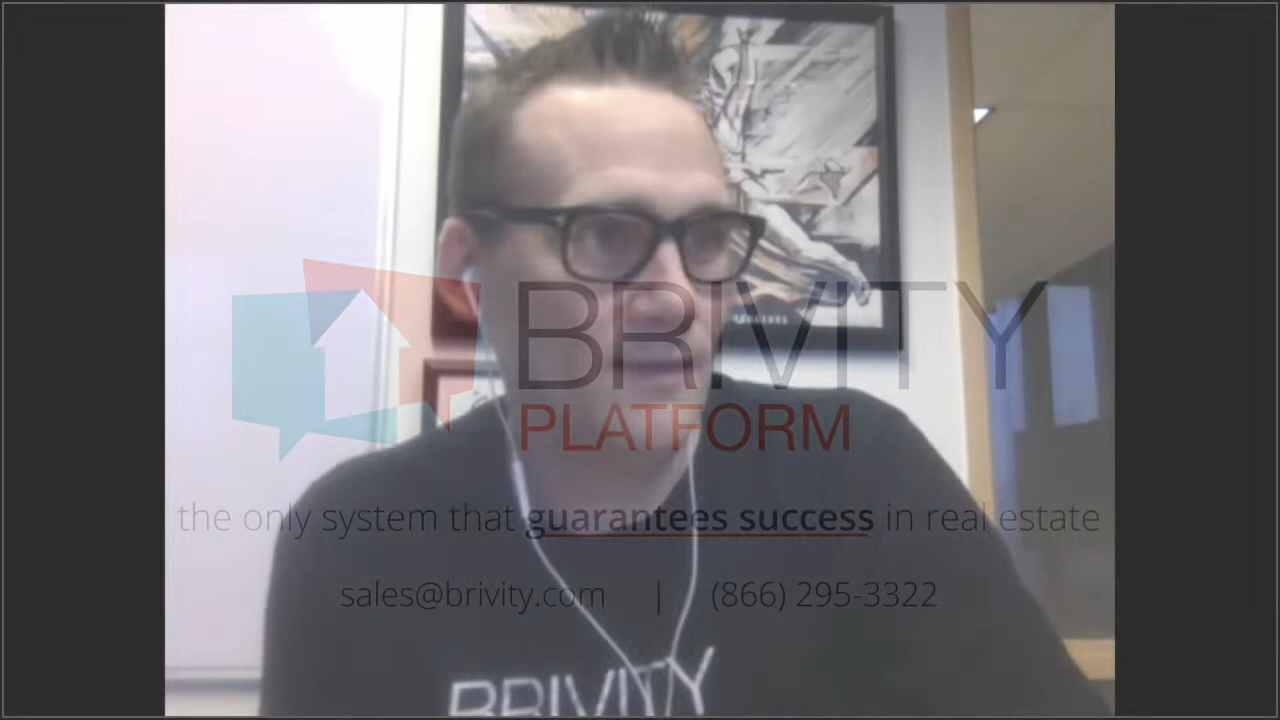 BRIVITY
PLATFORM
the only system that guarantees success in real estate
sales@brivity.com | (866) 295-3322
BRIVITY